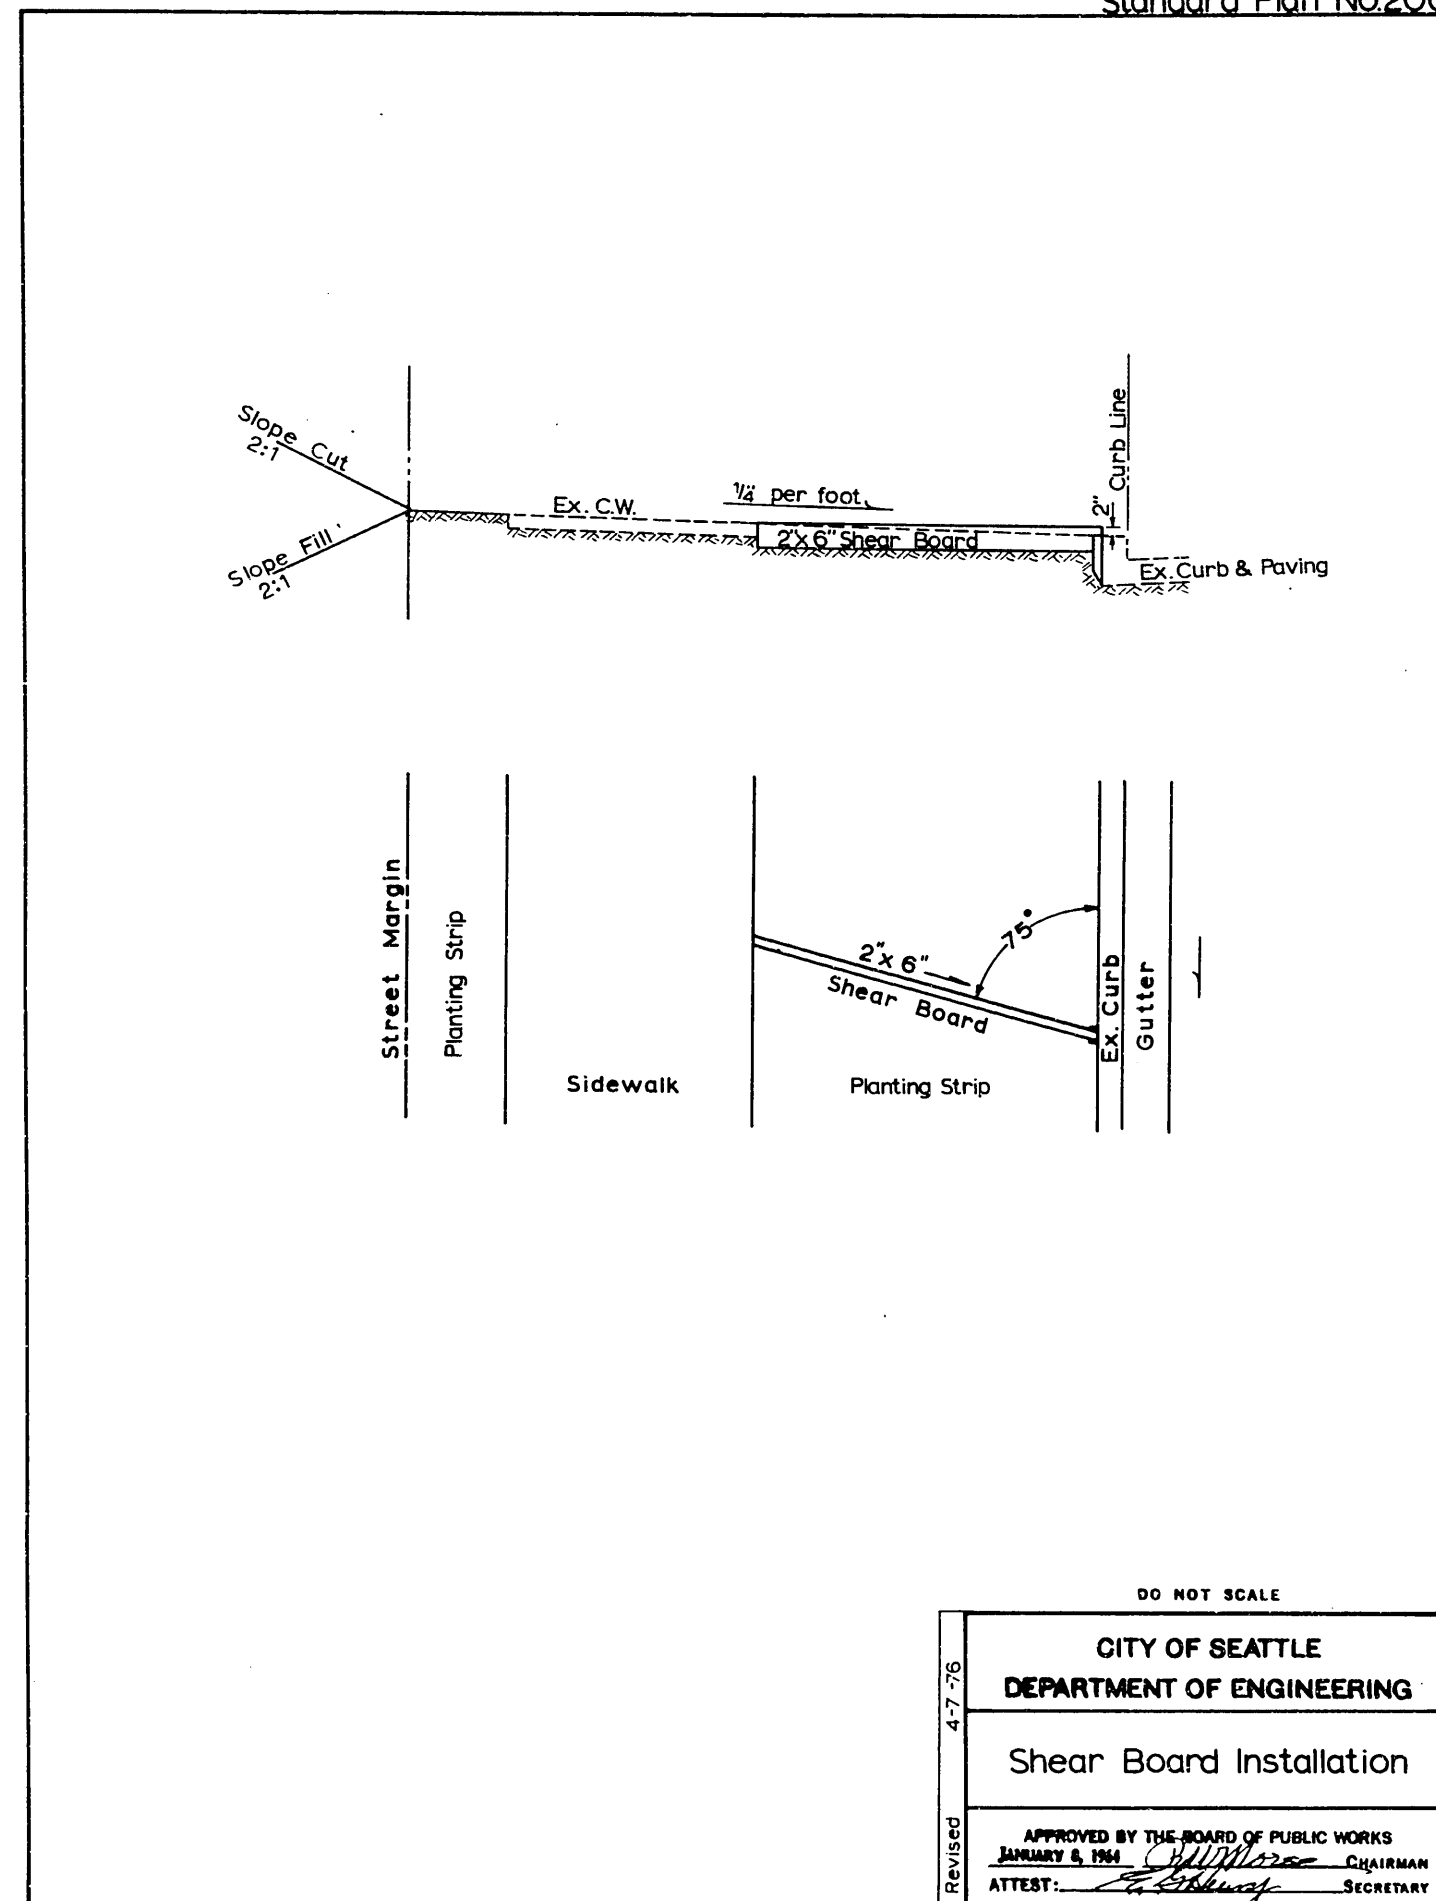 Standard Plan No.200
Slope Cut
2:1
Slope Fill
2:1
Ex. C.W.
1/4" per foot
2"x 6" Shear Board
2"
Curb Line
Ex. Curb & Paving
Street Margin
Planting Strip
Sidewalk
2"x 6"
Shear Board
75°
Planting Strip
Ex. Curb
Gutter
DO NOT SCALE
CITY OF SEATTLE
DEPARTMENT OF ENGINEERING
Shear Board Installation
Revised 4-7-76
APPROVED BY THE BOARD OF PUBLIC WORKS
JANUARY 8, 1964 CHAIRMAN
ATTEST: SECRETARY